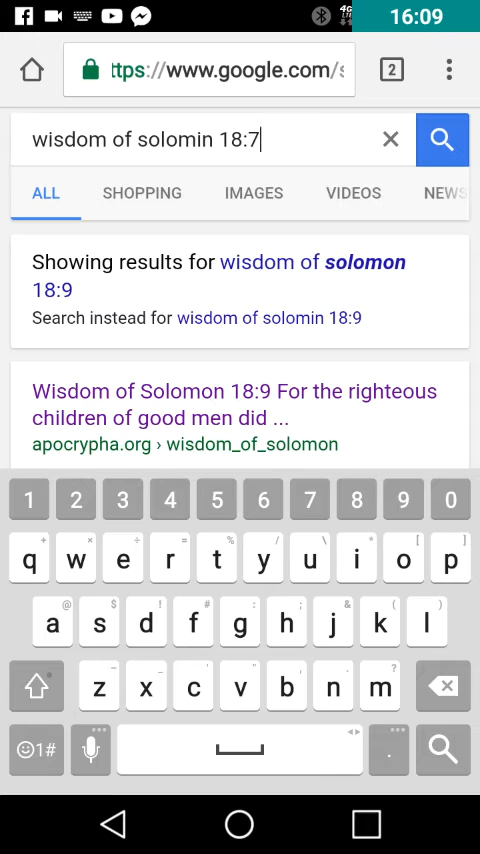 4G
LTE
16:09
ttps://www.google.com/s
2
wisdom of solomin 18:7
ALL SHOPPING IMAGES VIDEOS NEWS
Showing results for wisdom of solomon
18:9
Search instead for wisdom of solomin 18:9
Wisdom of Solomon 18:9 For the righteous
children of good men did ...
apocrypha.org › wisdom_of_solomon
1 2 3 4 5 6 7 8 9 0
+ × ÷ = % / \ * [ ]
q w e r t y u i o p
@ $ ! # : ; & ( )
a s d f g h j k l
- _ ' " , . ?
z x c v b n m
☺1# .